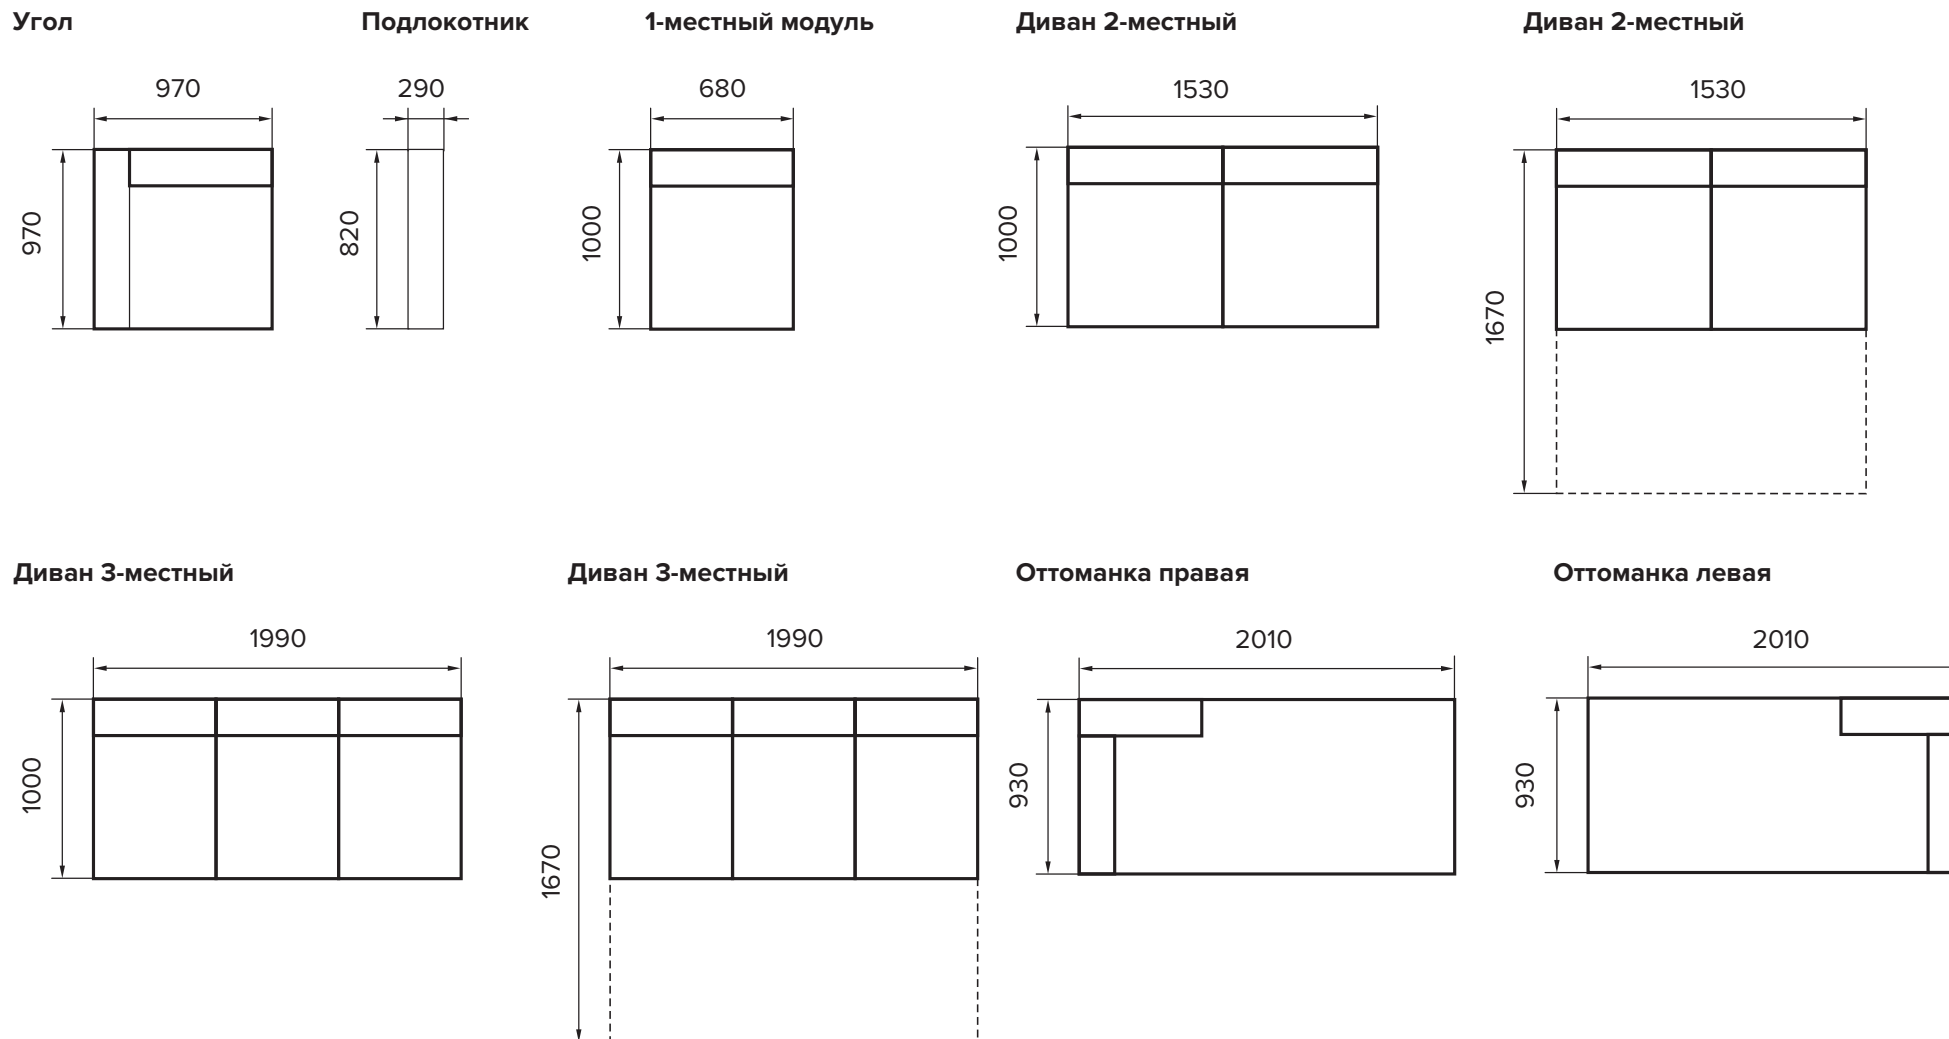 Угол
Подлокотник
1-местный модуль
Диван 2-местный
Диван 2-местный
970
290
680
1530
1530
970
820
1000
1000
1670
Диван 3-местный
Диван 3-местный
Оттоманка правая
Оттоманка левая
1990
1990
2010
2010
1000
1670
930
930